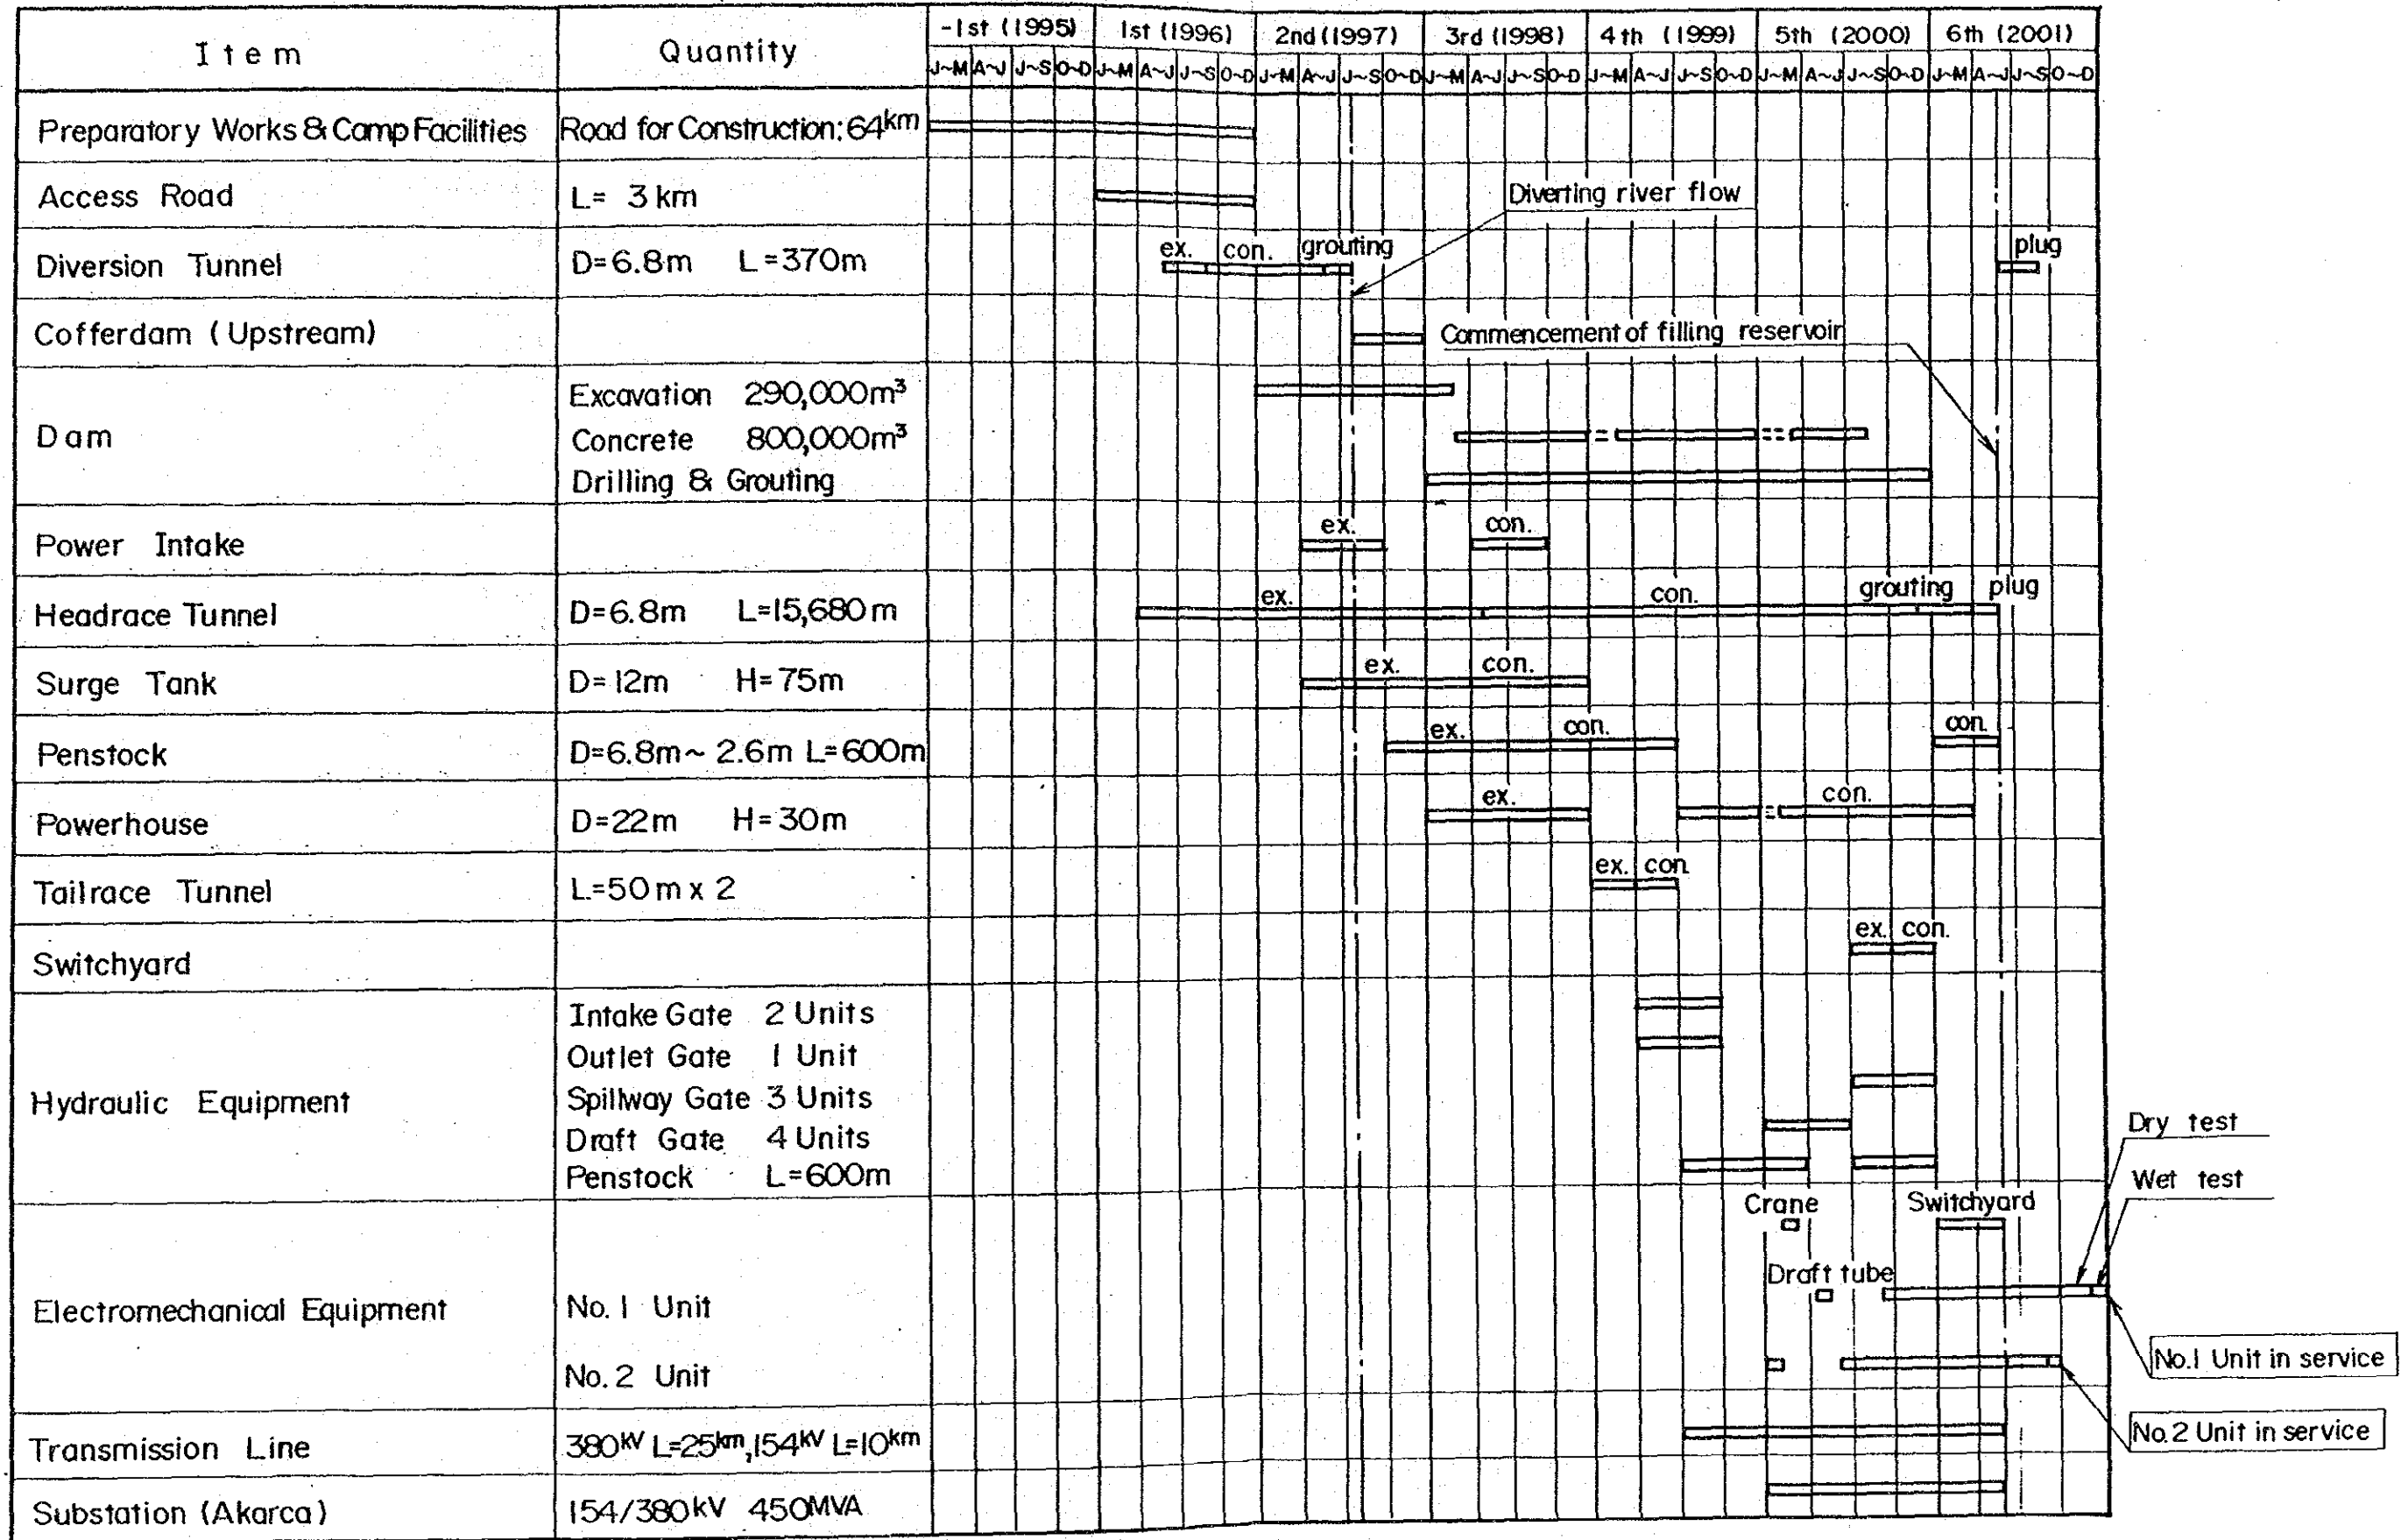 Item Quantity -1st (1995) 1st (1996) 2nd (1997) 3rd (1998) 4th (1999) 5th (2000) 6th (2001)
J~M A~J J~S O~D J~M A~J J~S O~D J~M A~J J~S O~D J~M A~J J~S O~D J~M A~J J~S O~D J~M A~J J~S O~D J~M A~J J~S O~D
Preparatory Works & Camp Facilities Road for Construction: 64km
Access Road L= 3 km
Diverting river flow
Diversion Tunnel D=6.8m L=370m ex. con. grouting plug
Cofferdam (Upstream) Commencement of filling reservoir
Dam
Excavation 290,000m³
Concrete 800,000m³
Drilling & Grouting
Power Intake ex. con.
Headrace Tunnel D=6.8m L=15,680m ex. con. grouting plug
Surge Tank D=12m H=75m ex. con.
Penstock D=6.8m~2.6m L=600m ex. con. con.
Powerhouse D=22m H=30m ex. con.
Tailrace Tunnel L=50m x 2 ex. con
Switchyard ex. con.
Hydraulic Equipment
Intake Gate 2 Units
Outlet Gate 1 Unit
Spillway Gate 3 Units
Draft Gate 4 Units
Penstock L=600m
Dry test
Wet test
Crane Switchyard
Draft tube
Electromechanical Equipment No.1 Unit
No.1 Unit in service
No.2 Unit
No.2 Unit in service
Transmission Line 380kV L=25km, 154kV L=10km
Substation (Akarca) 154/380kV 450MVA